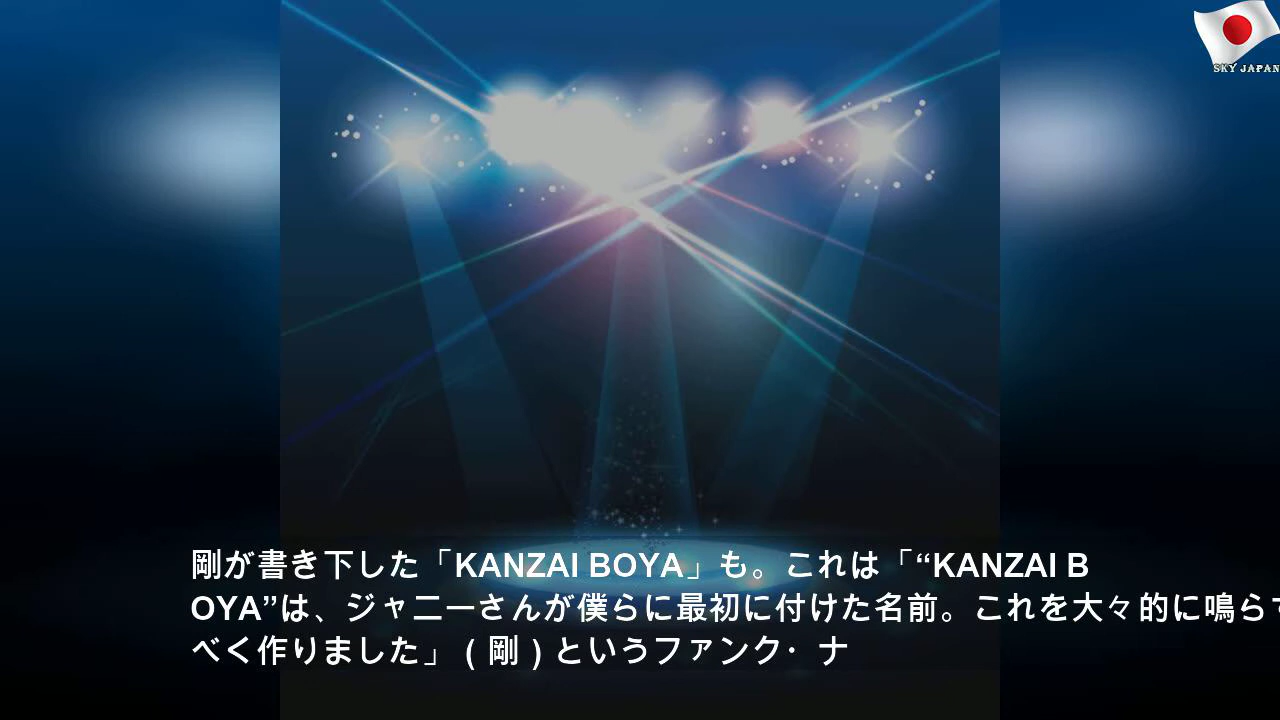 SKY JAPAN
剛が書き下した「KANZAI BOYA」も。これは「“KANZAI B
OYA”は、ジャニーさんが僕らに最初に付けた名前。これを大々的に鳴らす
べく作りました」(剛)というファンク・ナ